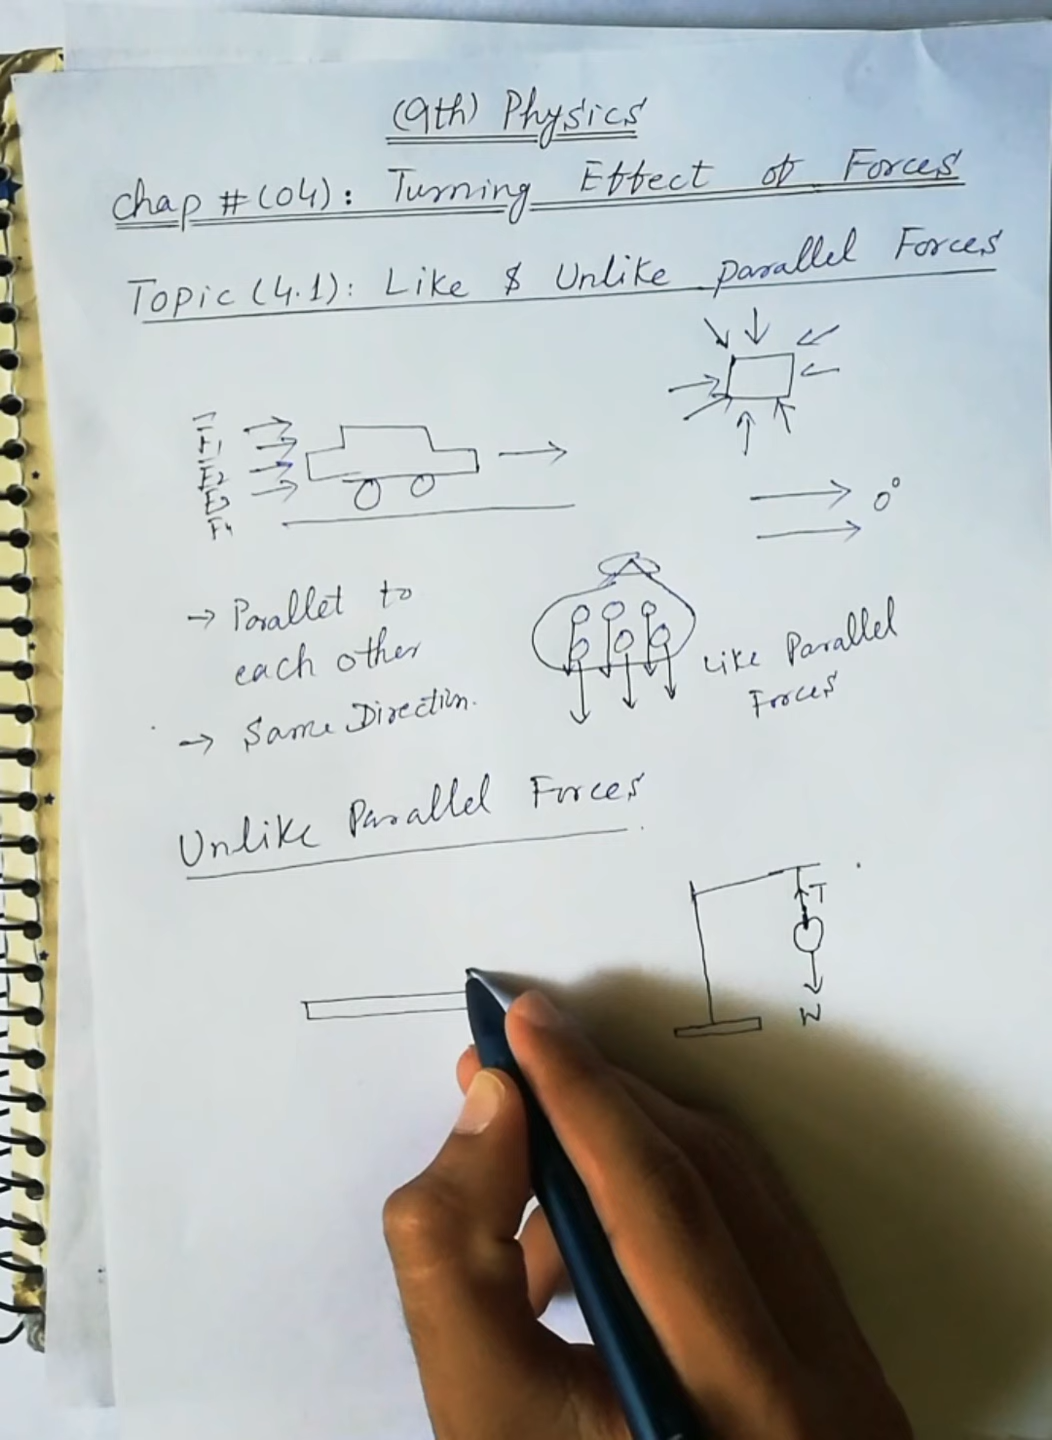 (9th) Physics
Chap # (04): Turning Effect of Forces
Topic (4.1): Like & Unlike parallel Forces
F1
F2
F3
F4
0°
→ Parallel to
each other
→ Same Direction.
Like Parallel
Forces
Unlike Parallel Forces
T
W